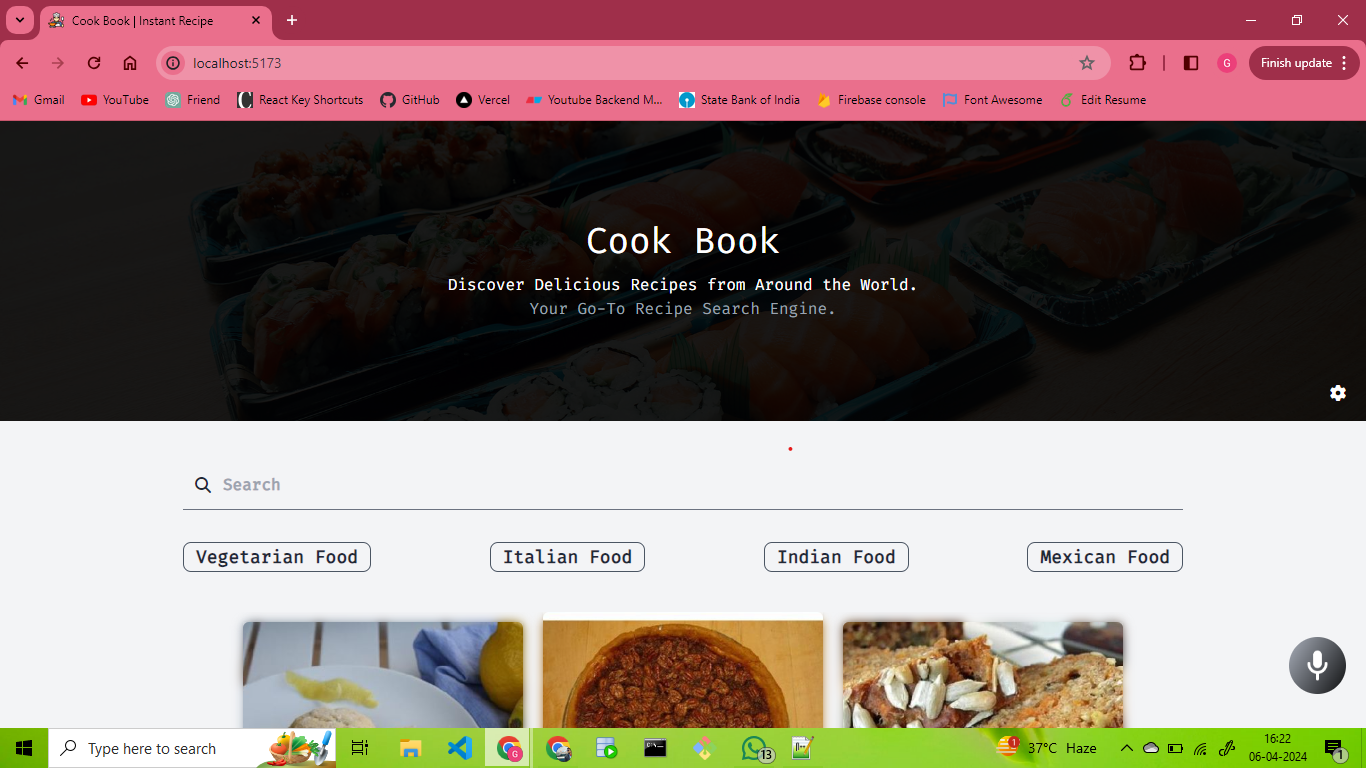 Cook Book | Instant Recipe
localhost:5173
G
Finish update
Gmail
YouTube
Friend
React Key Shortcuts
GitHub
Vercel
Youtube Backend M...
State Bank of India
Firebase console
Font Awesome
Edit Resume
Cook Book
Discover Delicious Recipes from Around the World.
Your Go-To Recipe Search Engine.
Search
Vegetarian Food Italian Food Indian Food Mexican Food
Type here to search
G
13
1
37°C Haze
16:22
06-04-2024
1